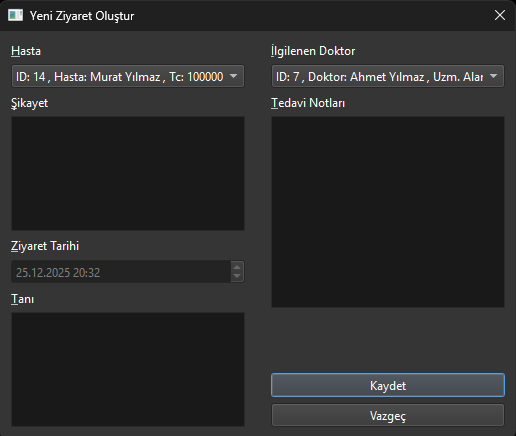 Yeni Ziyaret Oluştur
Hasta
ID: 14 , Hasta: Murat Yılmaz , Tc: 100000
Şikayet
Ziyaret Tarihi
25.12.2025 20:32
Tanı
İlgilenen Doktor
ID: 7 , Doktor: Ahmet Yılmaz , Uzm. Alar
Tedavi Notları
Kaydet
Vazgeç